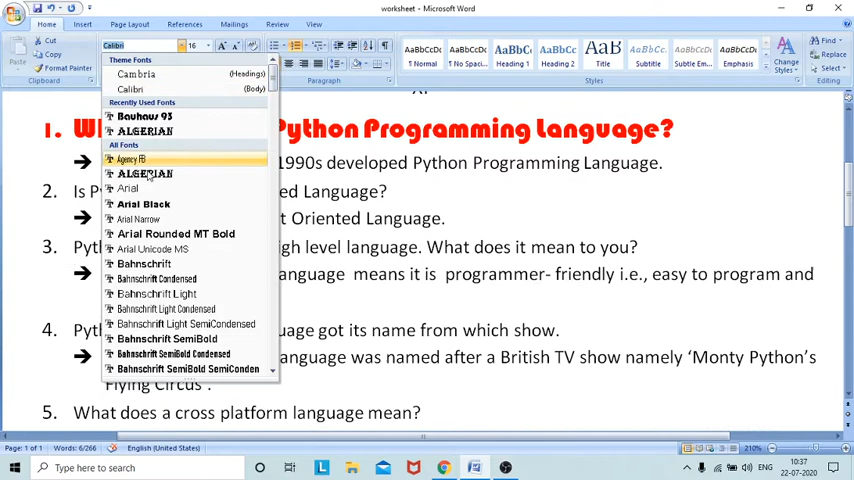 worksheet - Microsoft Word
Home Insert Page Layout References Mailings Review View
Cut
Copy
Format Painter
Paste
Clipboard
Calibri
16
Paragraph
AaBbCcDc AaBbCcDc AaBbCc AaBbCc AaB AaBbCc AaBbCcDc AaBbCcDc
¶ Normal ¶ No Spaci... Heading 1 Heading 2 Title Subtitle Subtle Em... Emphasis
Styles
Change
Styles
Find
Replace
Select
Editing
Theme Fonts
Cambria (Headings)
Calibri (Body)
Recently Used Fonts
Bauhaus 93
ALGERIAN
All Fonts
Agency FB
ALGERIAN
Arial
Arial Black
Arial Narrow
Arial Rounded MT Bold
Arial Unicode MS
Bahnschrift
Bahnschrift Condensed
Bahnschrift Light
Bahnschrift Light Condensed
Bahnschrift Light SemiCondensed
Bahnschrift SemiBold
Bahnschrift SemiBold Condensed
Bahnschrift SemiBold SemiConden
1. Python Programming Language?
1990s developed Python Programming Language.
2. Is Language?
t Oriented Language.
3. Pyth igh level language. What does it mean to you?
language means it is programmer- friendly i.e., easy to program and
4. Pyth uage got its name from which show.
language was named after a British TV show namely ‘Monty Python’s
Flying Circus’.
5. What does a cross platform language mean?
Page: 1 of 1 Words: 6/266 English (United States) 210%
Type here to search
ENG
10:37
22-07-2020